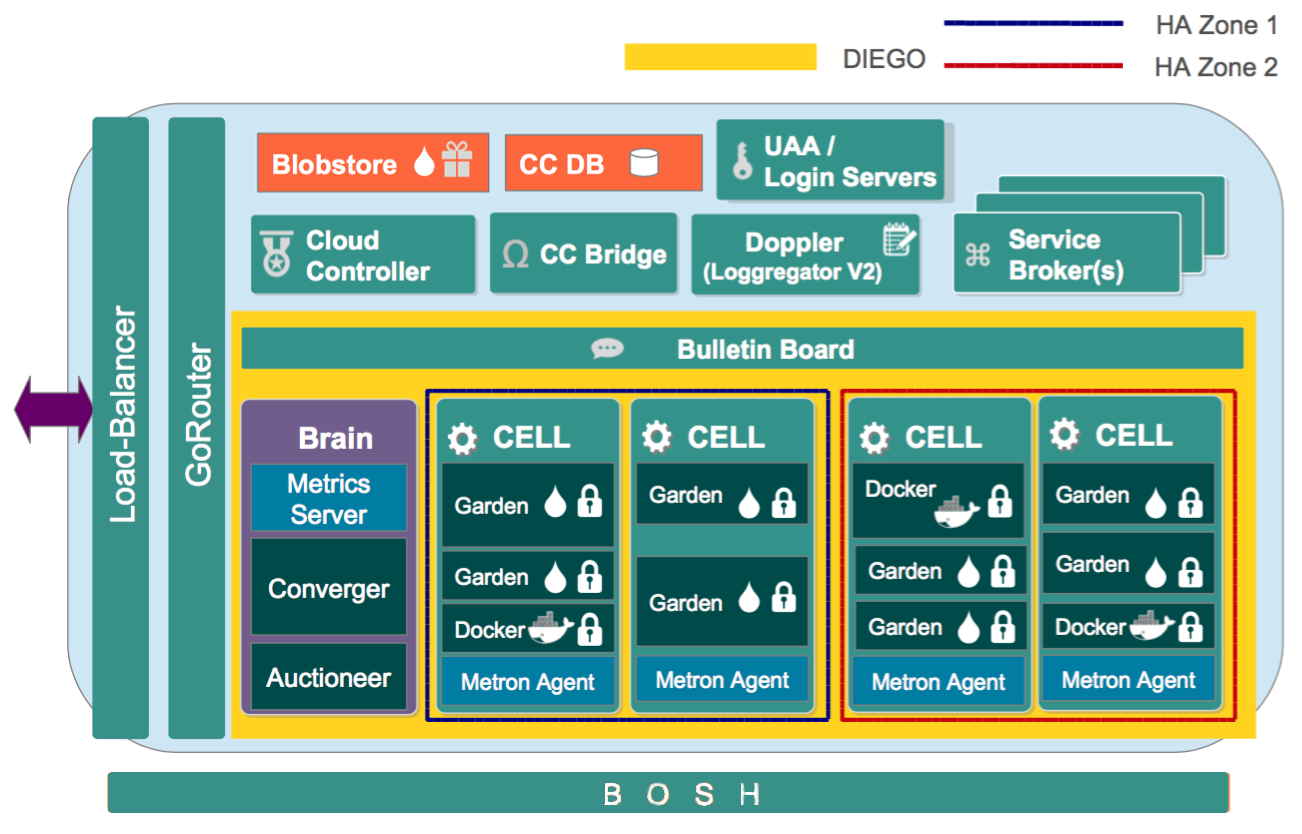 HA Zone 1
DIEGO
HA Zone 2
Load-Balancer
GoRouter
Blobstore
CC DB
UAA /
Login Servers
Cloud
Controller
CC Bridge
Doppler
(Loggregator V2)
Service
Broker(s)
Bulletin Board
Brain
Metrics
Server
Converger
Auctioneer
CELL
Garden
Garden
Docker
Metron Agent
CELL
Garden
Garden
Metron Agent
CELL
Docker
Garden
Garden
Metron Agent
CELL
Garden
Garden
Docker
Metron Agent
B O S H